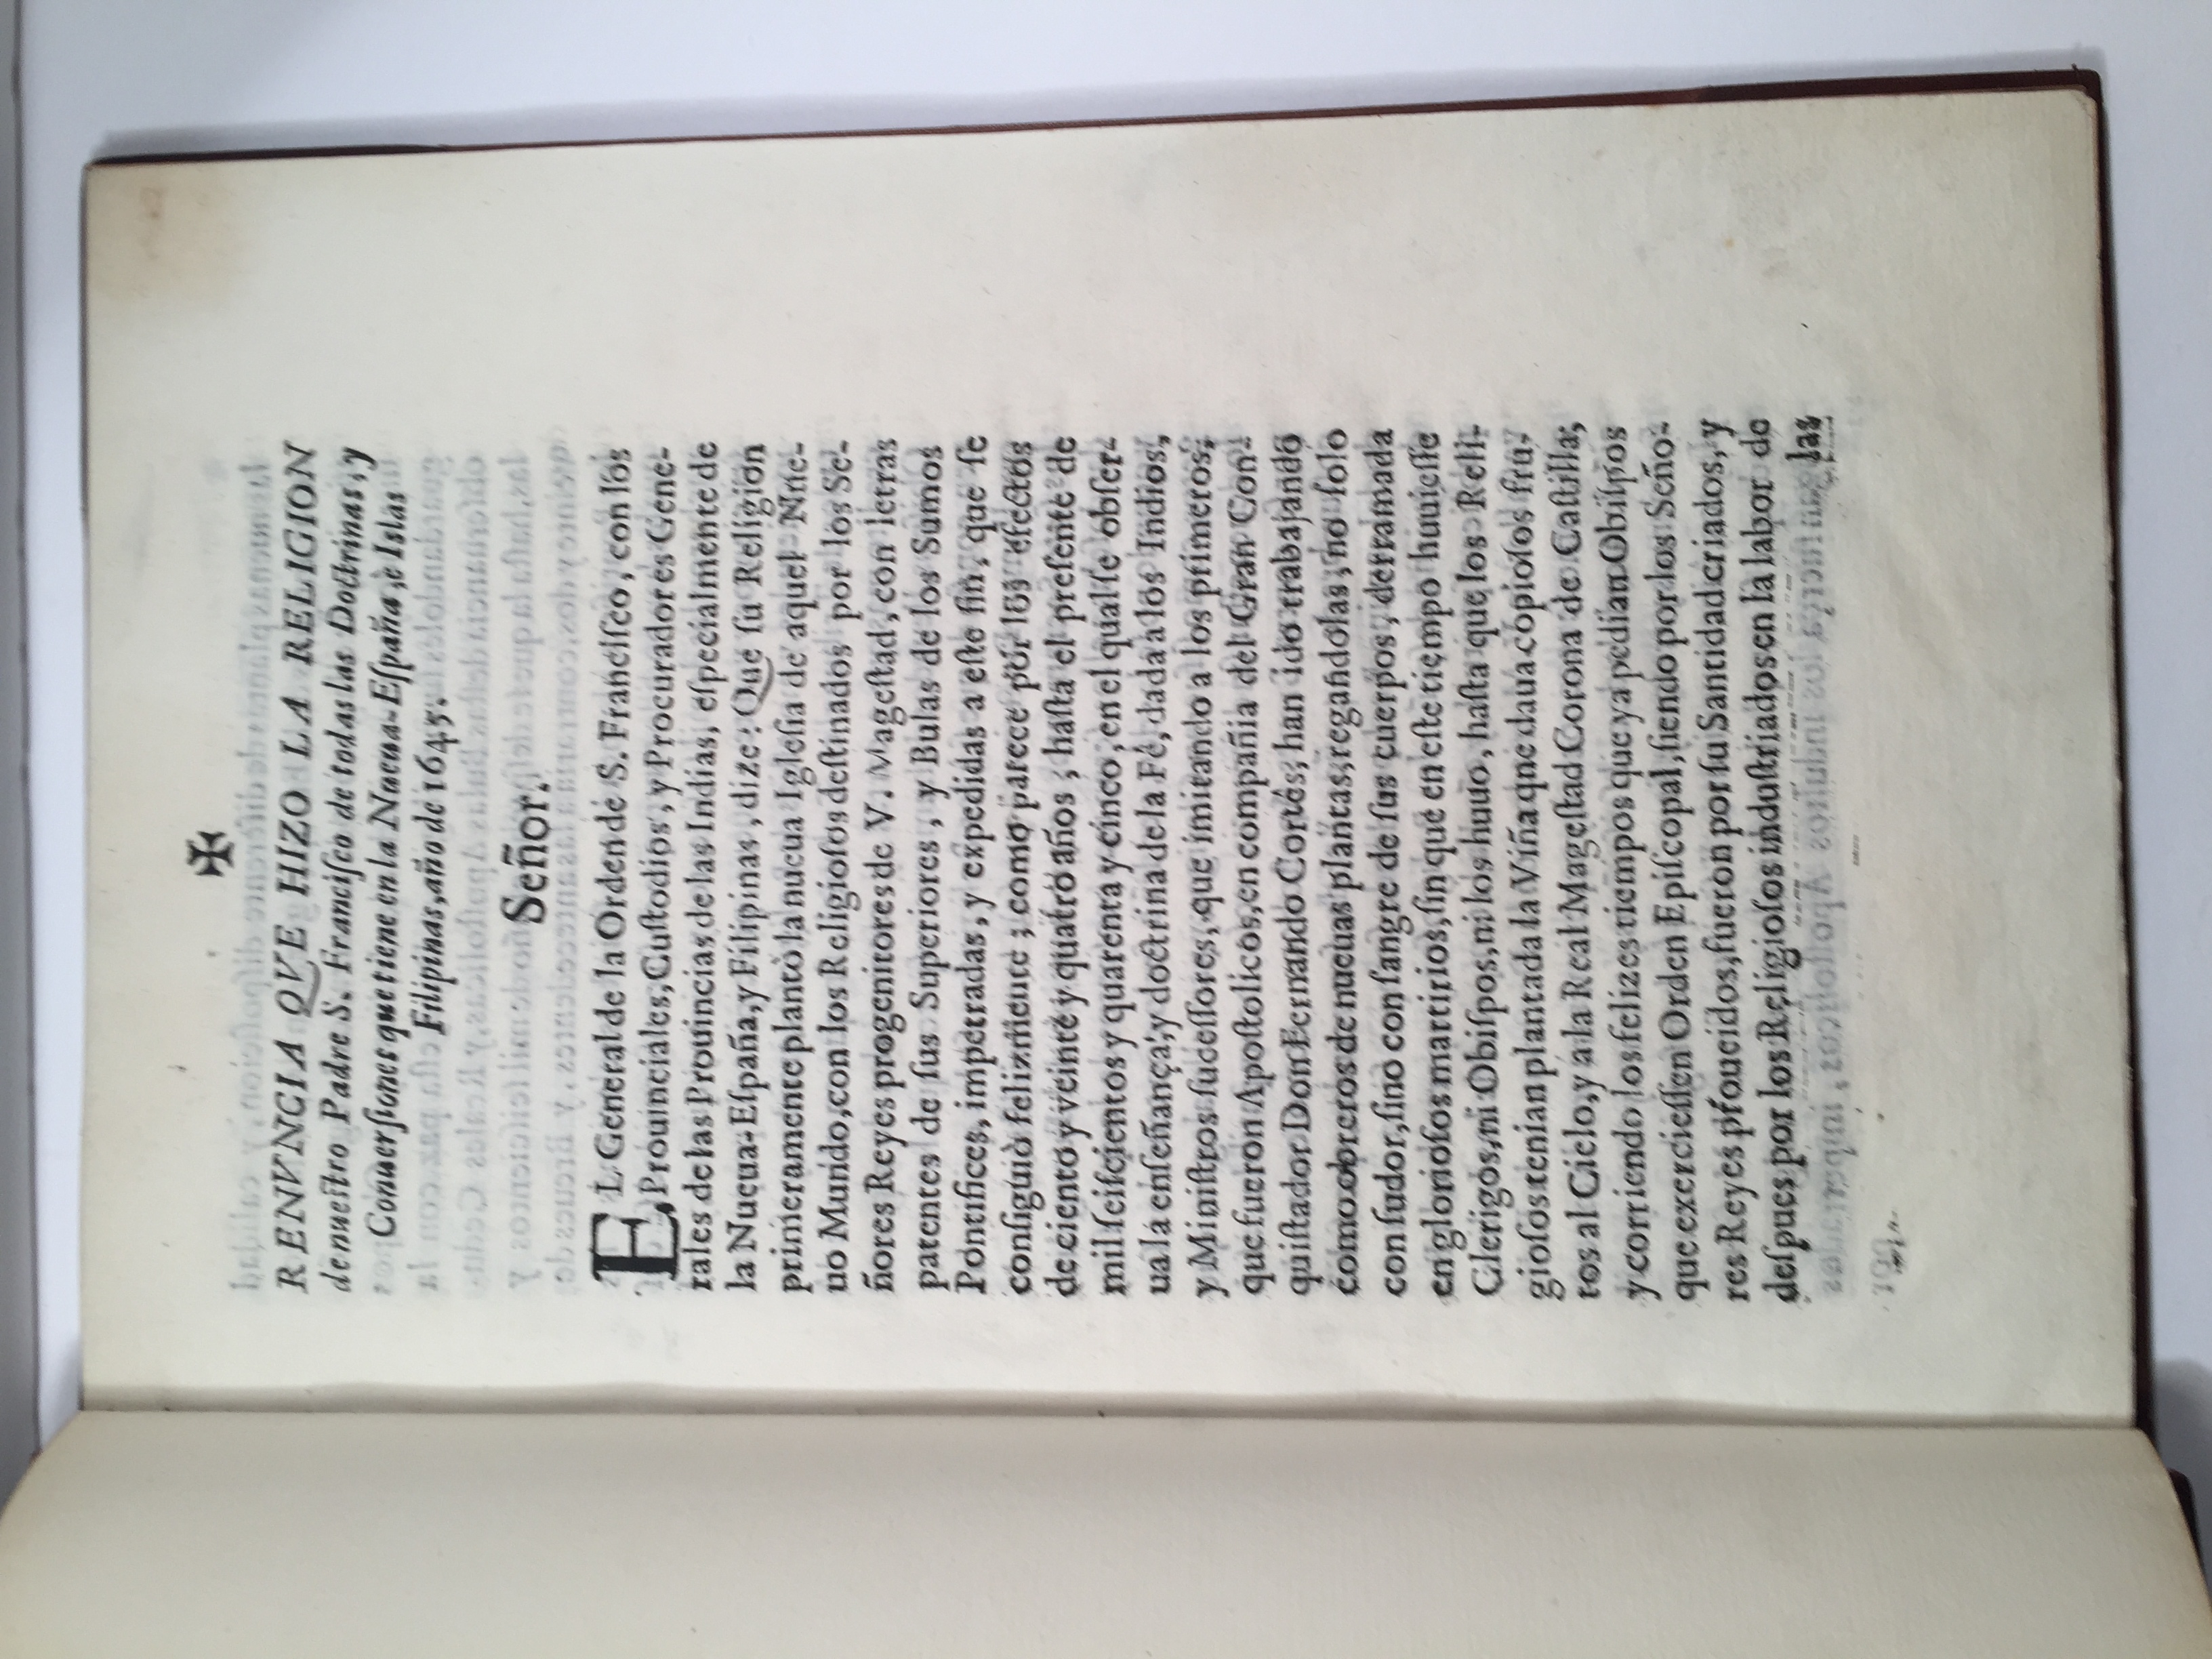 ✠
RENVNCIA QVE HIZO LA RELIGION
de nueſtro Padre S. Franciſco de todas las Doctrinas, y
Conuerſiones que tiene en la Nueua-Eſpaña, è Islas
Filipinas, año de 1645.
Señor.
EL General de la Orden de S. Franciſco, con los
Prouinciales, Cuſtodios, y Procuradores Gene-
rales de las Prouincias de las Indias, eſpecialmente de
la Nueua-Eſpaña, y Filipinas, dize: Que ſu Religion
primeramente plantò la nueua Igleſia de aquel Nue-
uo Mundo, con los Religioſos deſtinados por los Se-
ñores Reyes progenitores de V. Mageſtad, con letras
patentes de ſus Superiores, y Bulas de los Sumos
Pontifices, impetradas, y expedidas a eſte fin, que ſe
conſiguiò felizmente; como parece por los efectos
de ciento y veinte y quatro años, haſta el preſente de
mil ſeiſcientos y quarenta y cinco, en el qual ſe obſer-
ua la enſeñança, y doctrina de la Fè, dada a los Indios,
y Miniſtros ſuceſſores, que imitando a los primeros,
que fueron Apoſtolicos, en compañia del Gran Con-
quiſtador Don Fernando Cortès, han ido trabajando
como obreros de nueuas plantas, regandolas, no ſolo
con ſudor, ſino con ſangre de ſus cuerpos, derramada
en glorioſos martirios, ſin que en eſte tiempo huuieſſe
Clerigos, ni Obiſpos, ni los huuo, haſta que los Reli-
gioſos tenian plantada la Viña que daua copioſos fru-
tos al Cielo, y a la Real Mageſtad Corona de Caſtilla;
y corriendo los felizes tiempos que ya pedian Obiſpos
que exercieſſen Orden Epiſcopal, ſiendo por los Seño-
res Reyes proueidos, fueron por ſu Santidad criados, y
deſpues por los Religioſos induſtriados en la labor de
las